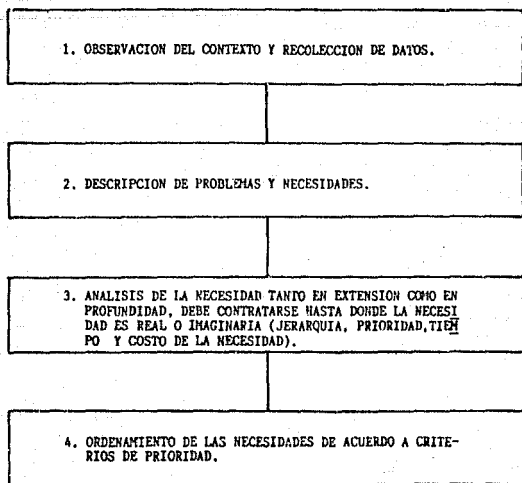 1. OBSERVACION DEL CONTEXTO Y RECOLECCION DE DATOS.
2. DESCRIPCION DE PROBLEMAS Y NECESIDADES.
3. ANALISIS DE LA NECESIDAD TANTO EN EXTENSION COMO EN
PROFUNDIDAD, DEBE CONTRATARSE HASTA DONDE LA NECESI
DAD ES REAL O IMAGINARIA (JERARQUIA, PRIORIDAD,TIEM
PO Y COSTO DE LA NECESIDAD).
4. ORDENAMIENTO DE LAS NECESIDADES DE ACUERDO A CRITE-
RIOS DE PRIORIDAD.